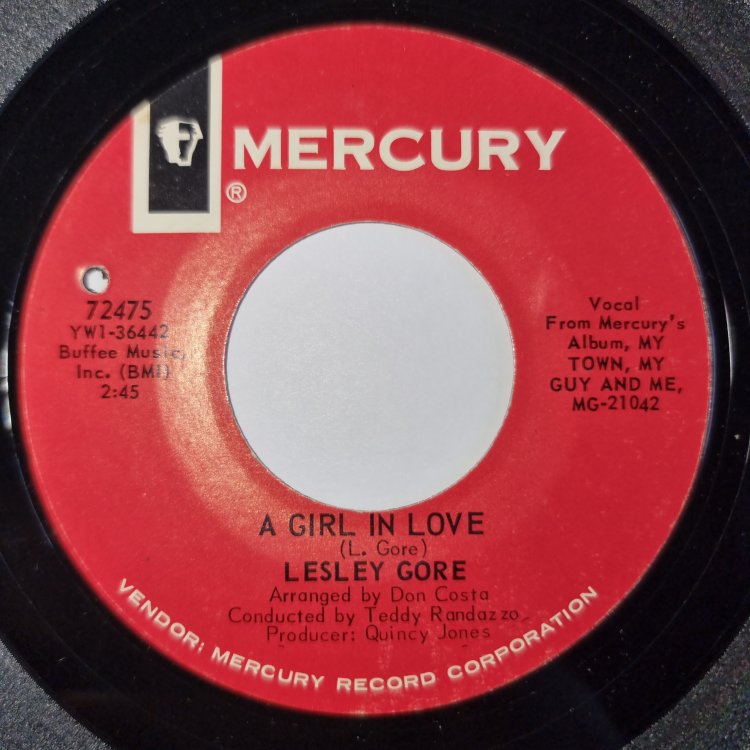 MERCURY
®
72475
YW1-36442
Buffee Music,
Inc. (BMI)
2:45
Vocal
From Mercury's
Album, MY
TOWN, MY
GUY AND ME,
MG-21042
A GIRL IN LOVE
(L. Gore)
LESLEY GORE
Arranged by Don Costa
Conducted by Teddy Randazzo
Producer: Quincy Jones
VENDOR: MERCURY RECORD CORPORATION